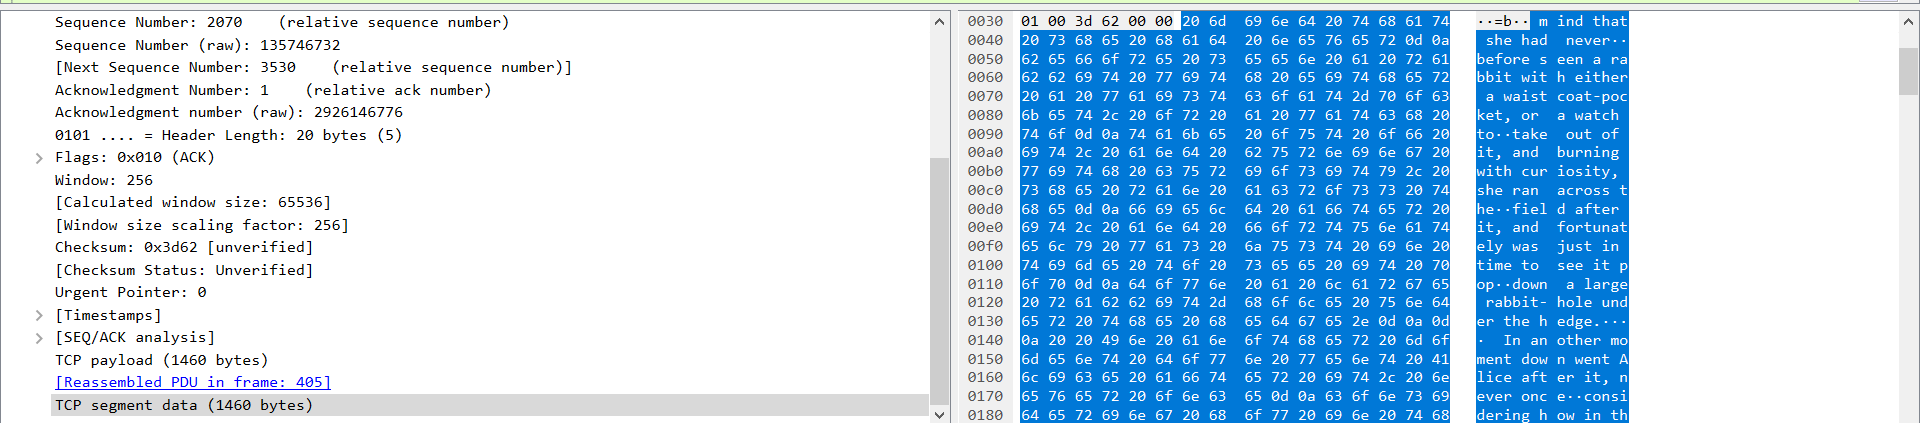 Sequence Number: 2070    (relative sequence number)
Sequence Number (raw): 135746732
[Next Sequence Number: 3530    (relative sequence number)]
Acknowledgment Number: 1    (relative ack number)
Acknowledgment number (raw): 2926146776
0101 .... = Header Length: 20 bytes (5)
Flags: 0x010 (ACK)
Window: 256
[Calculated window size: 65536]
[Window size scaling factor: 256]
Checksum: 0x3d62 [unverified]
[Checksum Status: Unverified]
Urgent Pointer: 0
[Timestamps]
[SEQ/ACK analysis]
TCP payload (1460 bytes)
[Reassembled PDU in frame: 405]
TCP segment data (1460 bytes)
0030  01 00 3d 62 00 00 20 6d  69 6e 64 20 74 68 61 74  ··=b·· m ind that
0040  20 73 68 65 20 68 61 64  20 6e 65 76 65 72 0d 0a   she had  never··
0050  62 65 66 6f 72 65 20 73  65 65 6e 20 61 20 72 61  before s een a ra
0060  62 62 69 74 20 77 69 74  68 20 65 69 74 68 65 72  bbit wit h either
0070  20 61 20 77 61 69 73 74  63 6f 61 74 2d 70 6f 63   a waist coat-poc
0080  6b 65 74 2c 20 6f 72 20  61 20 77 61 74 63 68 20  ket, or  a watch
0090  74 6f 0d 0a 74 61 6b 65  20 6f 75 74 20 6f 66 20  to··take  out of
00a0  69 74 2c 20 61 6e 64 20  62 75 72 6e 69 6e 67 20  it, and  burning
00b0  77 69 74 68 20 63 75 72  69 6f 73 69 74 79 2c 20  with cur iosity,
00c0  73 68 65 20 72 61 6e 20  61 63 72 6f 73 73 20 74  she ran  across t
00d0  68 65 0d 0a 66 69 65 6c  64 20 61 66 74 65 72 20  he··fiel d after
00e0  69 74 2c 20 61 6e 64 20  66 6f 72 74 75 6e 61 74  it, and  fortunat
00f0  65 6c 79 20 77 61 73 20  6a 75 73 74 20 69 6e 20  ely was  just in
0100  74 69 6d 65 20 74 6f 20  73 65 65 20 69 74 20 70  time to  see it p
0110  6f 70 0d 0a 64 6f 77 6e  20 61 20 6c 61 72 67 65  op··down  a large
0120  20 72 61 62 62 69 74 2d  68 6f 6c 65 20 75 6e 64   rabbit- hole und
0130  65 72 20 74 68 65 20 68  65 64 67 65 2e 0d 0a 0d  er the h edge.···
0140  0a 20 20 49 6e 20 61 6e  6f 74 68 65 72 20 6d 6f  ·  In an other mo
0150  6d 65 6e 74 20 64 6f 77  6e 20 77 65 6e 74 20 41  ment dow n went A
0160  6c 69 63 65 20 61 66 74  65 72 20 69 74 2c 20 6e  lice aft er it, n
0170  65 76 65 72 20 6f 6e 63  65 0d 0a 63 6f 6e 73 69  ever onc e··consi
0180  64 65 72 69 6e 67 20 68  6f 77 20 69 6e 20 74 68  dering h ow in th